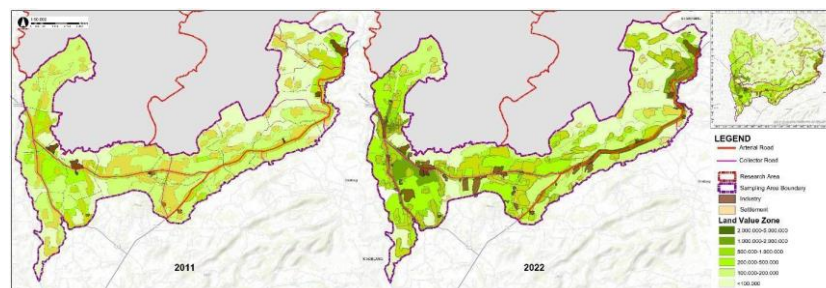 2011
2022
LEGEND
Arterial Road
Collector Road
Research Area
Sampling Area Boundary
Industry
Settlement
Land Value Zone
2.000.000-5.000.000
1.000.000-2.000.000
500.000-1.000.000
200.000-500.000
100.000-200.000
<100.000